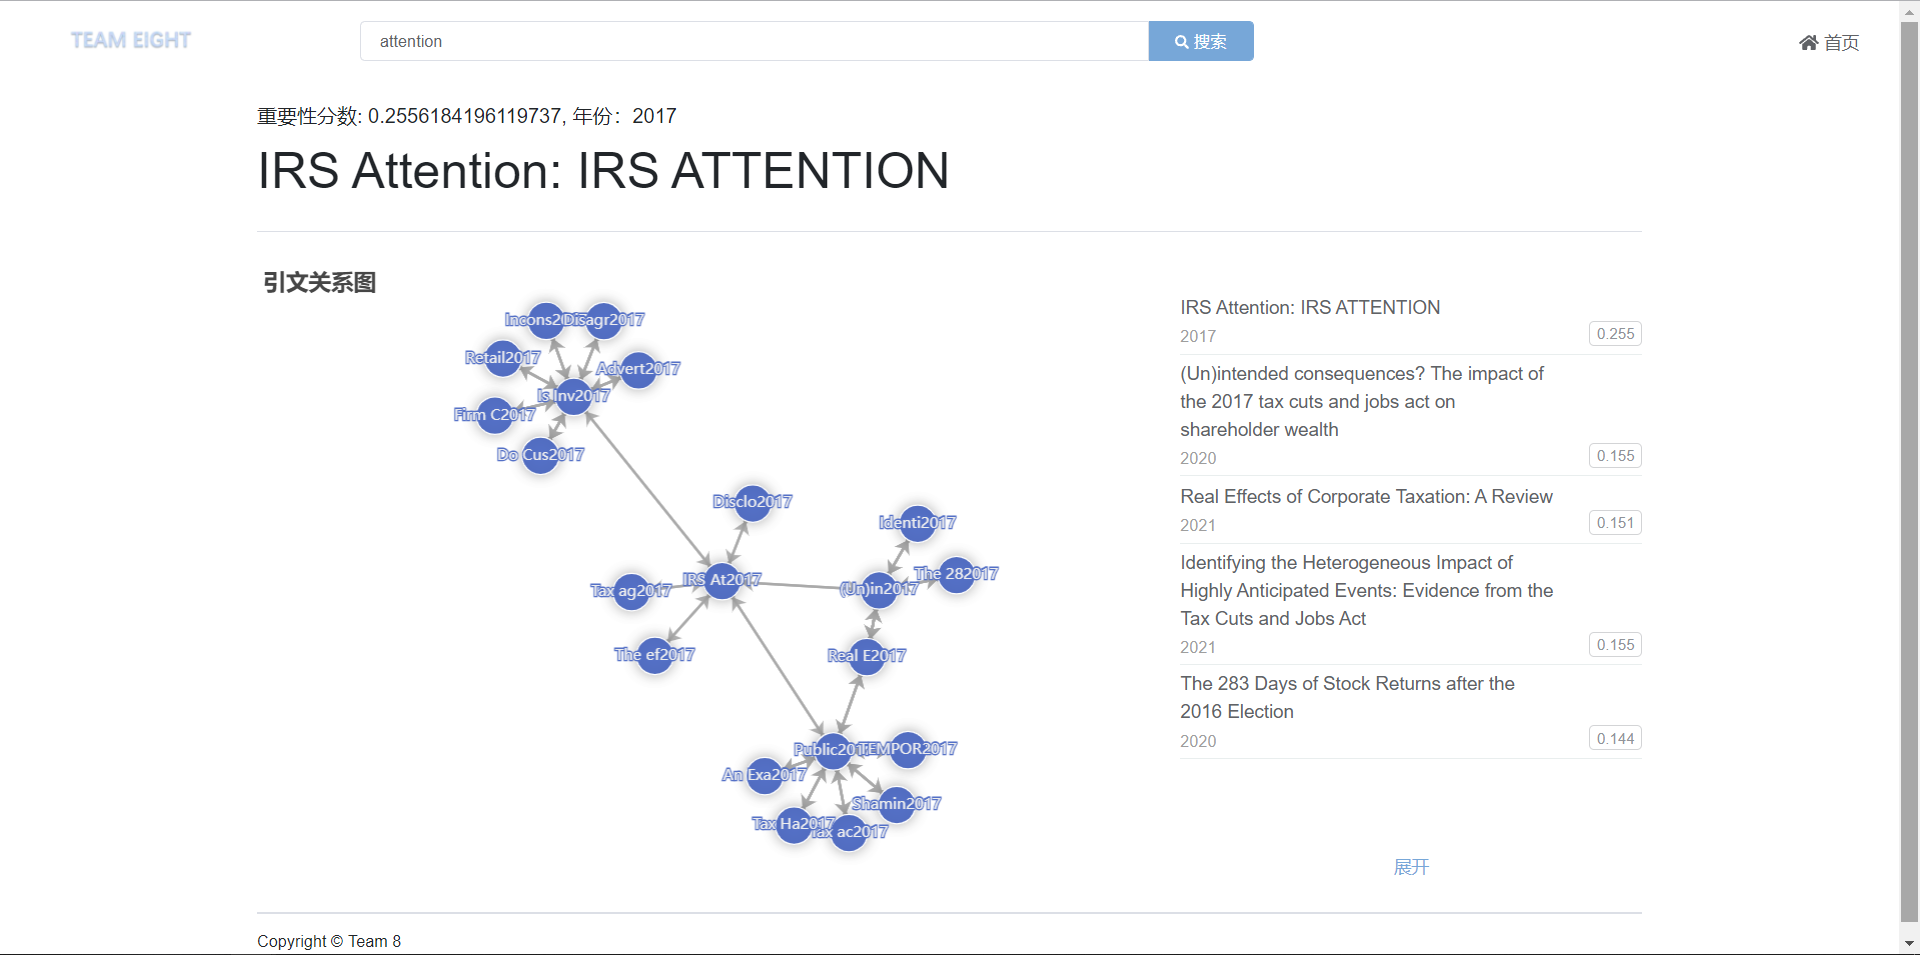 TEAM EIGHT
attention
搜索
首页
重要性分数: 0.2556184196119737, 年份：2017
IRS Attention: IRS ATTENTION
引文关系图
Incons2017
Disagr2017
Retail2017
Advert2017
Is Inv2017
Firm C2017
Do Cus2017
Disclo2017
Identi2017
IRS At2017
The 282017
Tax ag2017
(Un)in2017
The ef2017
Real E2017
Public2017
TEMPOR2017
An Exa2017
Shamin2017
Tax Ha2017
Tax ac2017
IRS Attention: IRS ATTENTION
2017
0.255
(Un)intended consequences? The impact of
the 2017 tax cuts and jobs act on
shareholder wealth
2020
0.155
Real Effects of Corporate Taxation: A Review
2021
0.151
Identifying the Heterogeneous Impact of
Highly Anticipated Events: Evidence from the
Tax Cuts and Jobs Act
2021
0.155
The 283 Days of Stock Returns after the
2016 Election
2020
0.144
展开
Copyright © Team 8